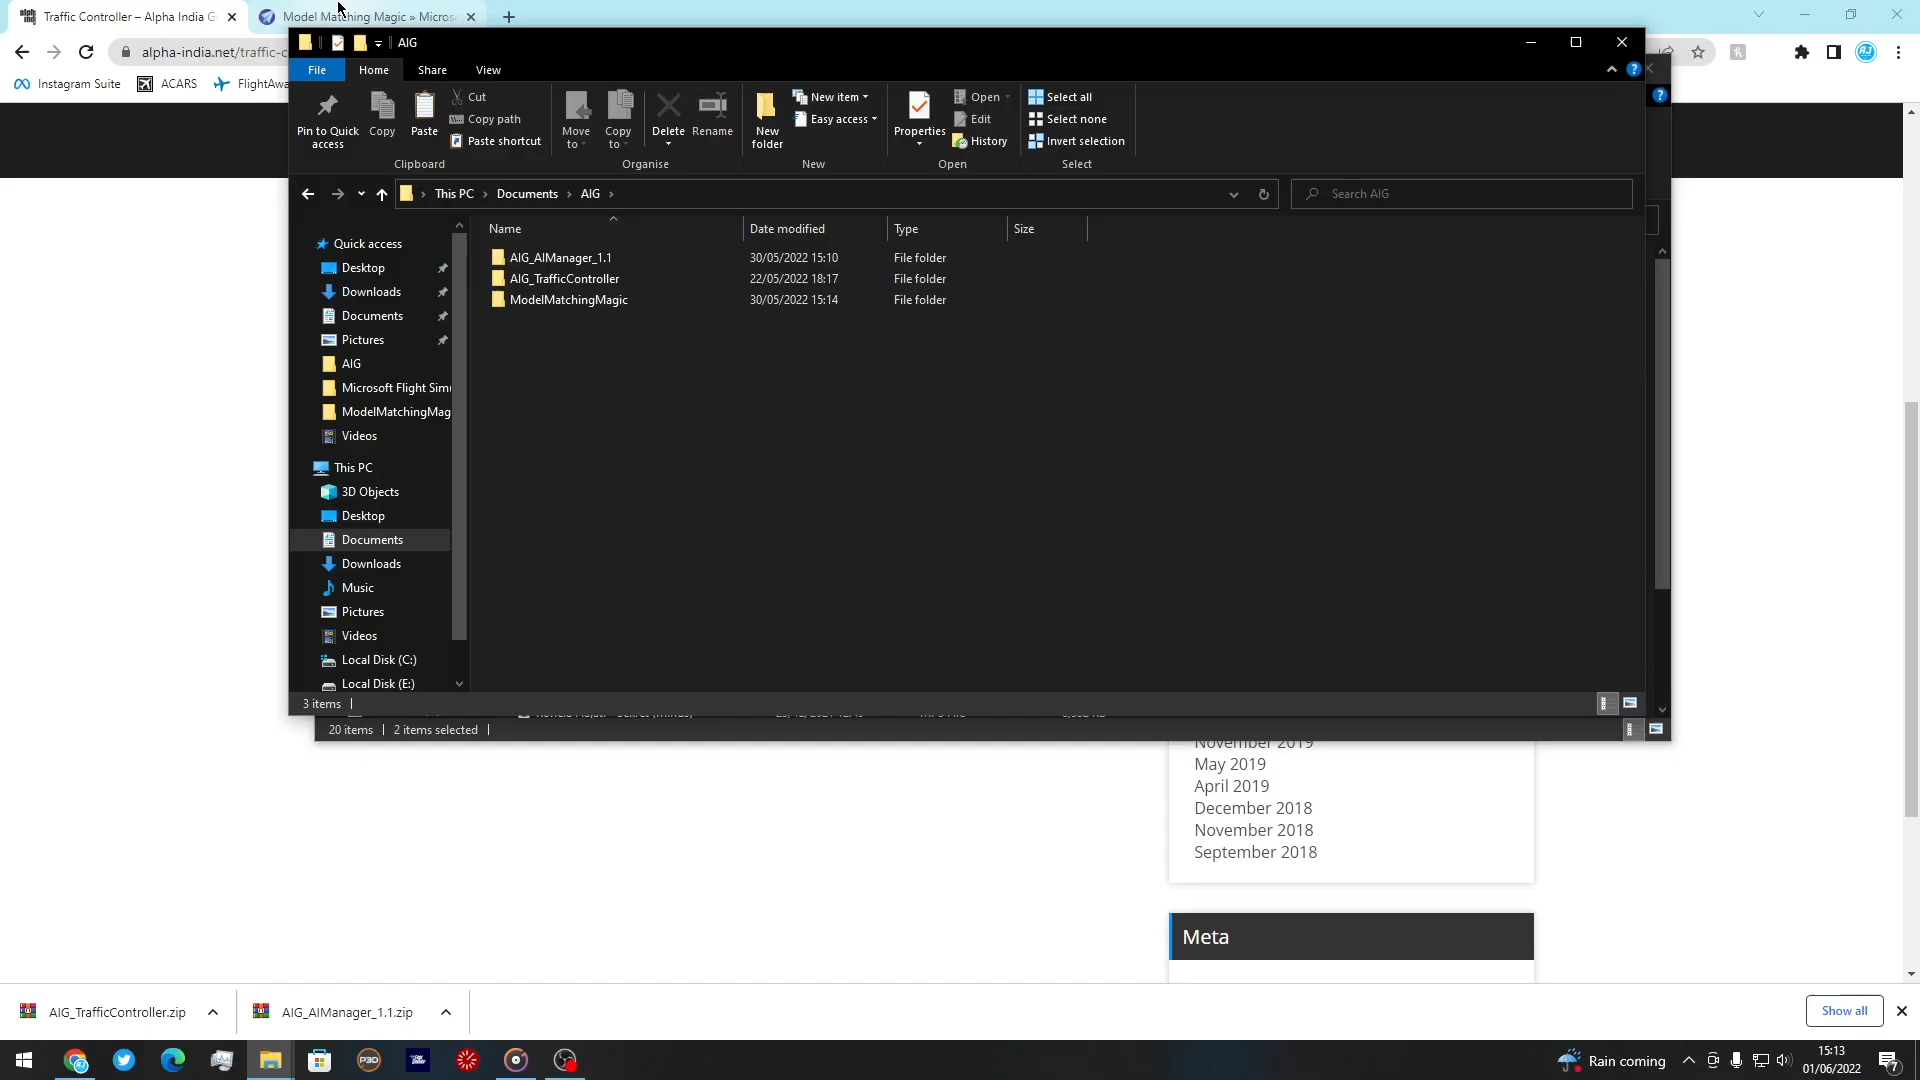 Traffic Controller – Alpha India G
Model Matching Magic » Micros
alpha-india.net/traffic-c
Instagram Suite
ACARS
FlightAwa
AIG
File
Home
Share
View
Pin to Quick access
Copy
Paste
Cut
Copy path
Paste shortcut
Clipboard
Move to
Copy to
Delete
Rename
Organise
New folder
New item
Easy access
New
Properties
Open
Edit
History
Open
Select all
Select none
Invert selection
Select
This PC
Documents
AIG
Search AIG
Name
Date modified
Type
Size
AIG_AIManager_1.1 30/05/2022 15:10 File folder
AIG_TrafficController 22/05/2022 18:17 File folder
ModelMatchingMagic 30/05/2022 15:14 File folder
Quick access
Desktop
Downloads
Documents
Pictures
AIG
Microsoft Flight Simu
ModelMatchingMag
Videos
This PC
3D Objects
Desktop
Documents
Downloads
Music
Pictures
Videos
Local Disk (C:)
Local Disk (E:)
3 items
20 items
2 items selected
November 2019
May 2019
April 2019
December 2018
November 2018
September 2018
Meta
AIG_TrafficController.zip
AIG_AIManager_1.1.zip
Show all
P3D
Rain coming
15:13
01/06/2022
7